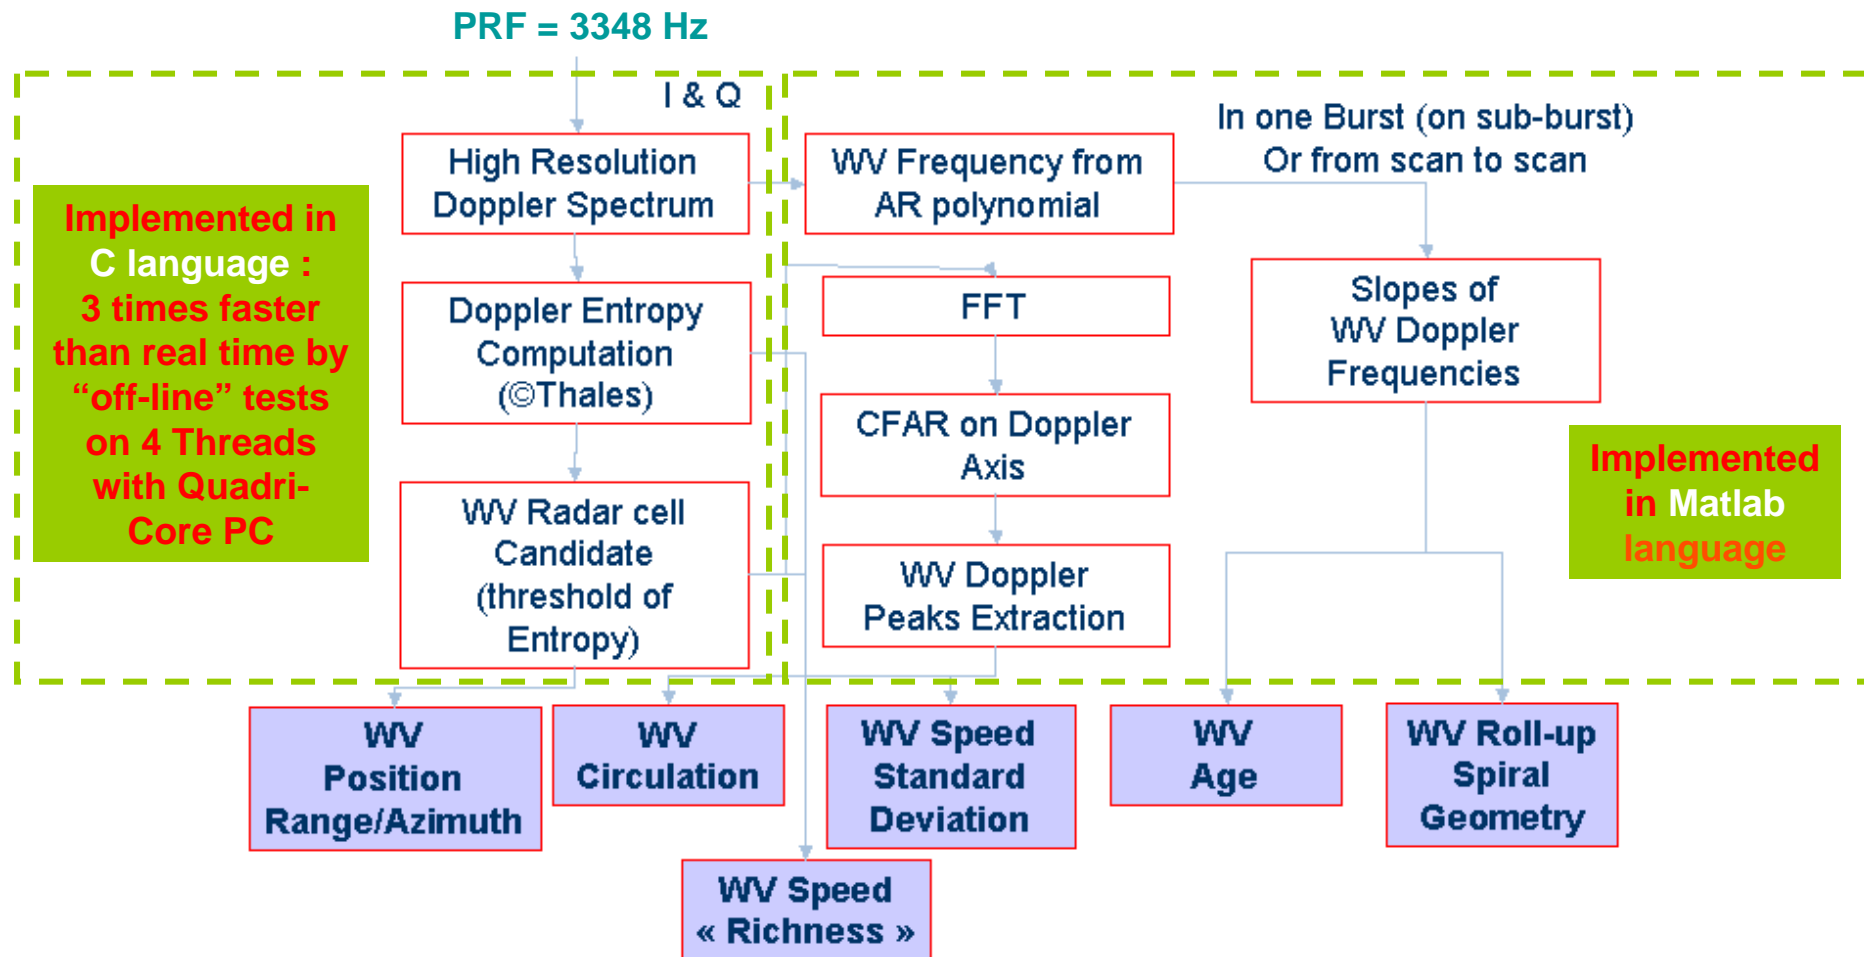 PRF = 3348 Hz
I & Q
In one Burst (on sub-burst)
Or from scan to scan
High Resolution
Doppler Spectrum
WV Frequency from
AR polynomial
Implemented in
C language :
3 times faster
than real time by
“off-line” tests
on 4 Threads
with Quadri-
Core PC
Doppler Entropy
Computation
(©Thales)
FFT
Slopes of
WV Doppler
Frequencies
CFAR on Doppler
Axis
Implemented
in Matlab
language
WV Radar cell
Candidate
(threshold of
Entropy)
WV Doppler
Peaks Extraction
WV
Position
Range/Azimuth
WV
Circulation
WV Speed
Standard
Deviation
WV
Age
WV Roll-up
Spiral
Geometry
WV Speed
« Richness »